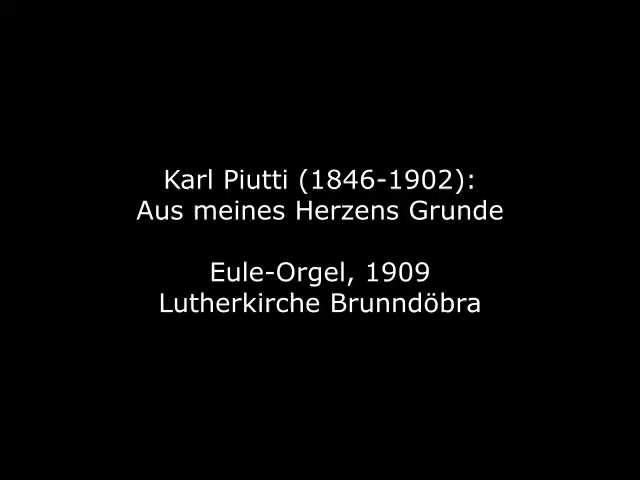 Karl Piutti (1846-1902):
Aus meines Herzens Grunde
Eule-Orgel, 1909
Lutherkirche Brunndöbra